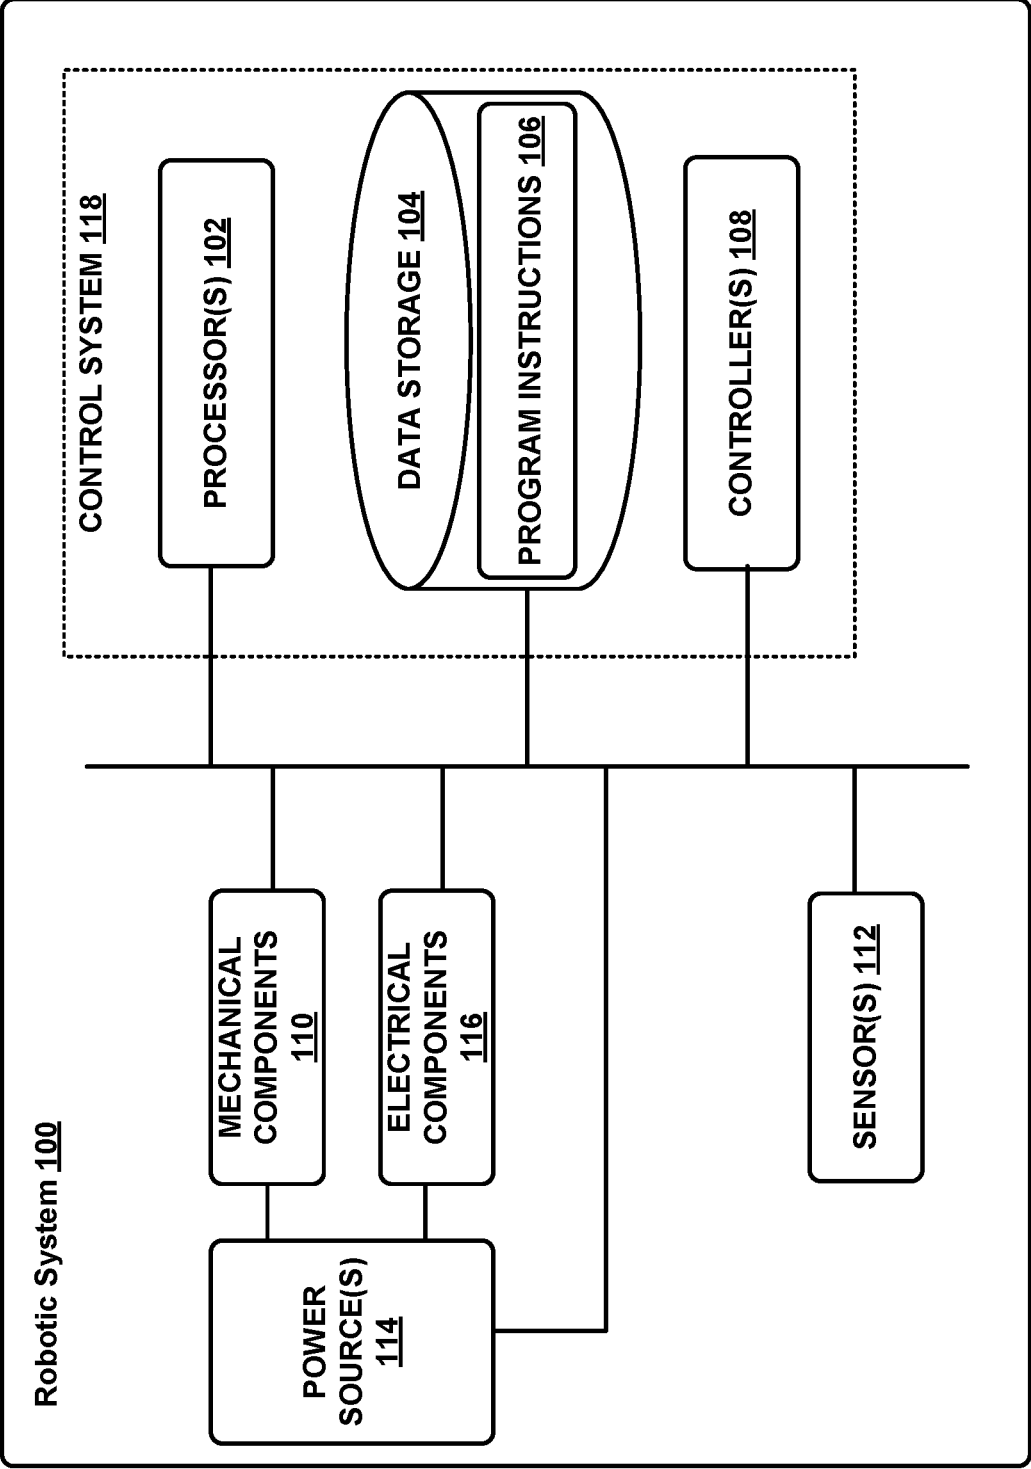 Robotic System 100
POWER
SOURCE(S)
114
MECHANICAL
COMPONENTS
110
ELECTRICAL
COMPONENTS
116
SENSOR(S) 112
CONTROL SYSTEM 118
PROCESSOR(S) 102
DATA STORAGE 104
PROGRAM INSTRUCTIONS 106
CONTROLLER(S) 108